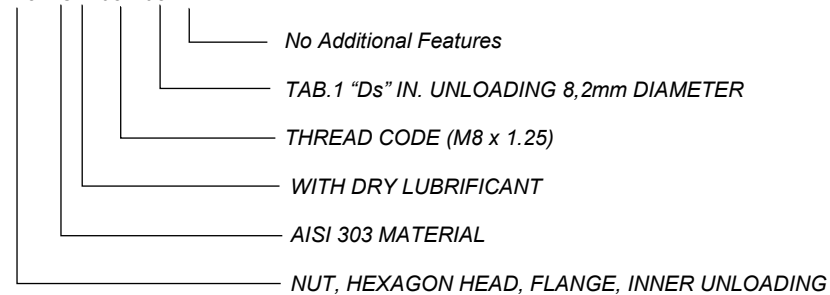 No Additional Features
TAB.1 “Ds” IN. UNLOADING 8,2mm DIAMETER
THREAD CODE (M8 x 1.25)
WITH DRY LUBRIFICANT
AISI 303 MATERIAL
NUT, HEXAGON HEAD, FLANGE, INNER UNLOADING